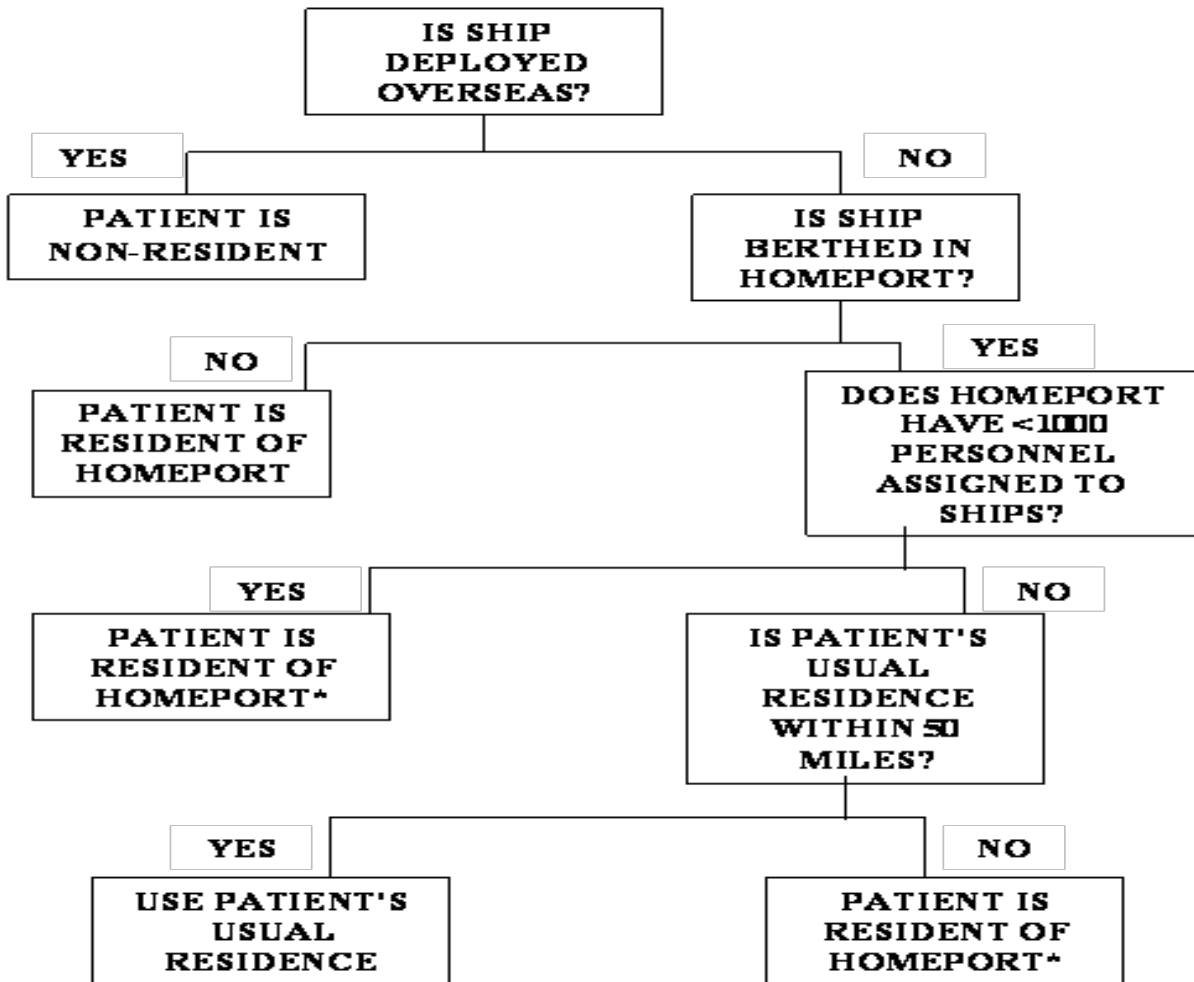 IS SHIP
DEPLOYED
OVERSEAS?
YES
NO
PATIENT IS
NON-RESIDENT
IS SHIP
BERTHED IN
HOMEPORT?
NO
YES
PATIENT IS
RESIDENT OF
HOMEPORT
DOES HOMEPORT
HAVE <1000
PERSONNEL
ASSIGNED TO
SHIPS?
YES
NO
PATIENT IS
RESIDENT OF
HOMEPORT*
IS PATIENT'S
USUAL
RESIDENCE
WITHIN 50
MILES?
YES
NO
USE PATIENT'S
USUAL
RESIDENCE
PATIENT IS
RESIDENT OF
HOMEPORT*